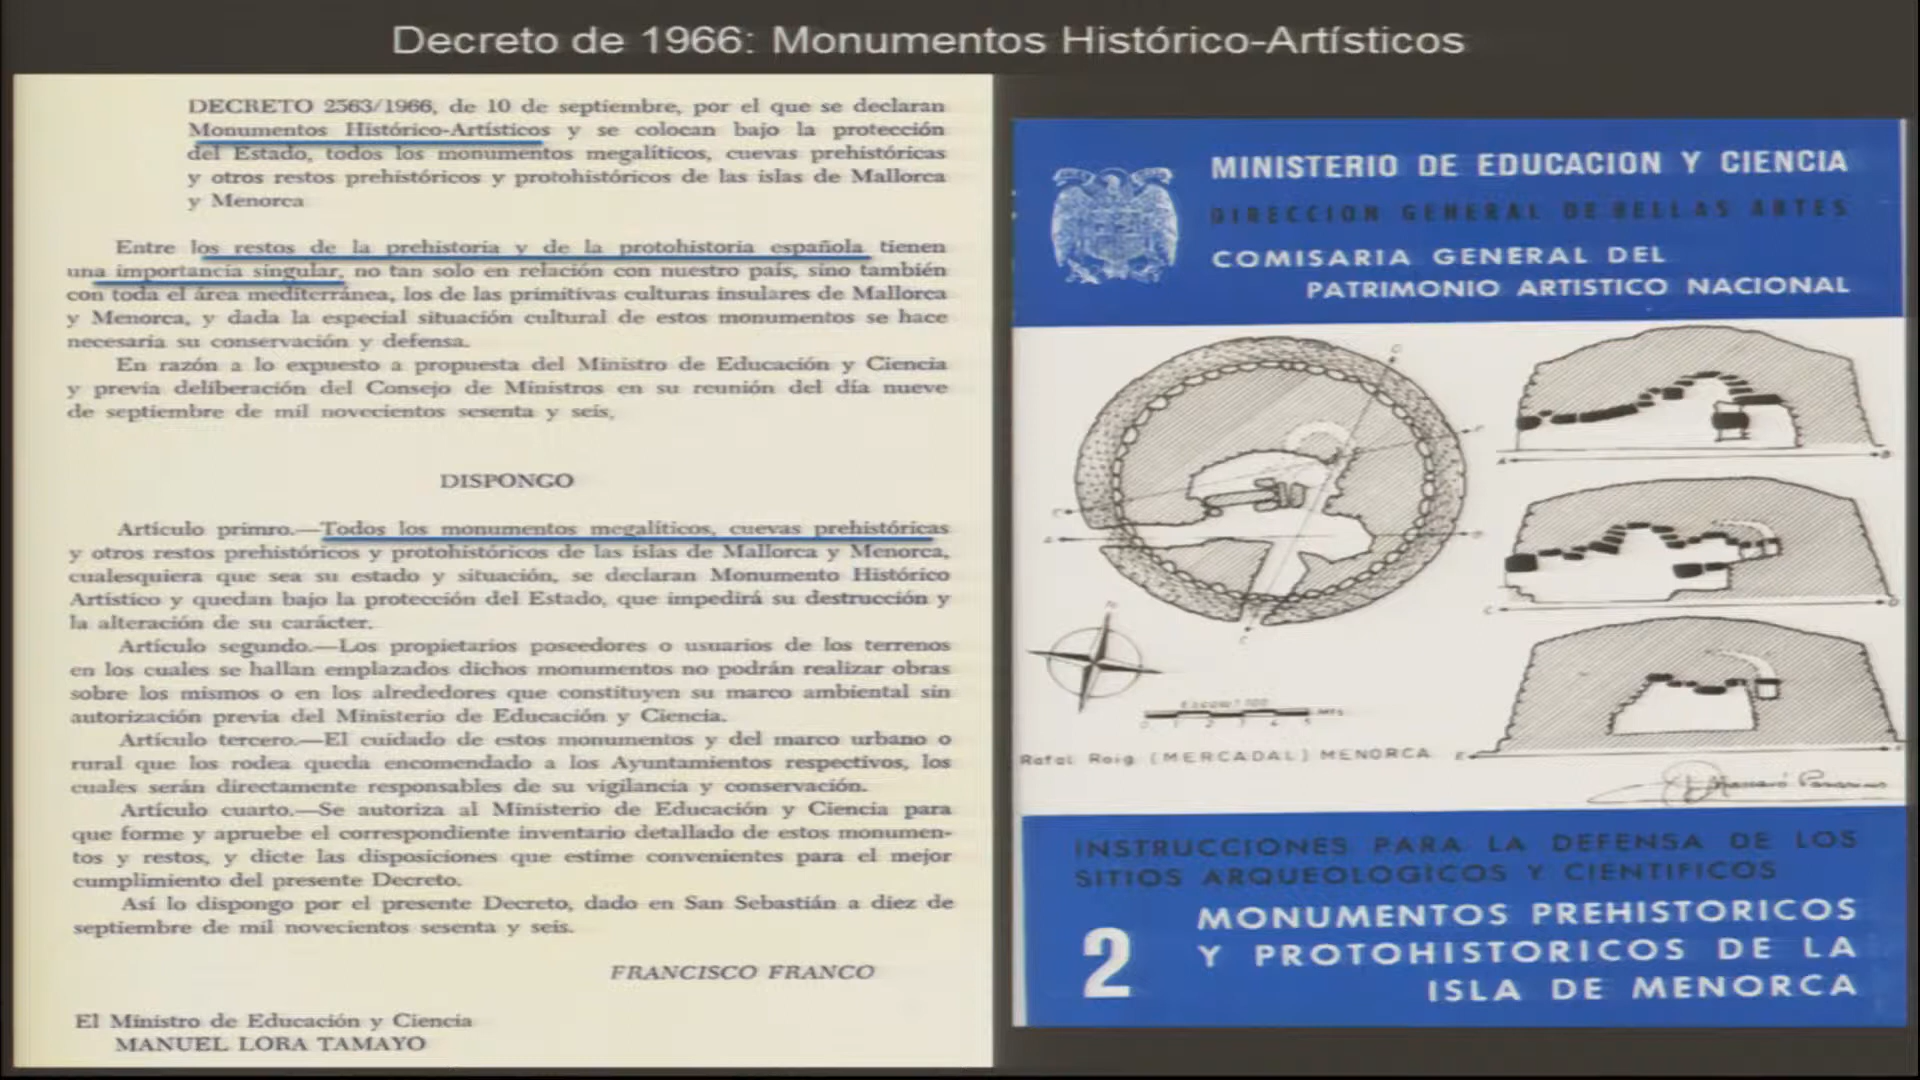 Decreto de 1966: Monumentos Histórico-Artísticos
DECRETO 2563/1966, de 10 de septiembre, por el que se declaran
Monumentos Histórico-Artísticos y se colocan bajo la protección
del Estado, todos los monumentos megalíticos, cuevas prehistóricas
y otros restos prehistóricos y protohistóricos de las islas de Mallorca
y Menorca
Entre los restos de la prehistoria y de la protohistoria española tienen
una importancia singular, no tan solo en relación con nuestro país, sino también
con toda el área mediterránea, los de las primitivas culturas insulares de Mallorca
y Menorca, y dada la especial situación cultural de estos monumentos se hace
necesaria su conservación y defensa.
En razón a lo expuesto a propuesta del Ministro de Educación y Ciencia
y previa deliberación del Consejo de Ministros en su reunión del día nueve
de septiembre de mil novecientos sesenta y seis,
DISPONGO
Artículo primro.—Todos los monumentos megalíticos, cuevas prehistóricas
y otros restos prehistóricos y protohistóricos de las islas de Mallorca y Menorca,
cualesquiera que sea su estado y situación, se declaran Monumento Histórico
Artístico y quedan bajo la protección del Estado, que impedirá su destrucción y
la alteración de su carácter.
Artículo segundo.—Los propietarios poseedores o usuarios de los terrenos
en los cuales se hallan emplazados dichos monumentos no podrán realizar obras
sobre los mismos o en los alrededores que constituyen su marco ambiental sin
autorización previa del Ministerio de Educación y Ciencia.
Artículo tercero.—El cuidado de estos monumentos y del marco urbano o
rural que los rodea queda encomendado a los Ayuntamientos respectivos, los
cuales serán directamente responsables de su vigilancia y conservación.
Artículo cuarto.—Se autoriza al Ministerio de Educación y Ciencia para
que forme y apruebe el correspondiente inventario detallado de estos monumen-
tos y restos, y dicte las disposiciones que estime convenientes para el mejor
cumplimiento del presente Decreto.
Así lo dispongo por el presente Decreto, dado en San Sebastián a diez de
septiembre de mil novecientos sesenta y seis.
FRANCISCO FRANCO
El Ministro de Educación y Ciencia
MANUEL LORA TAMAYO
MINISTERIO DE EDUCACION Y CIENCIA
DIRECCION GENERAL DE BELLAS ARTES
COMISARIA GENERAL DEL
PATRIMONIO ARTISTICO NACIONAL
Rafal Roig (MERCADAL) MENORCA
INSTRUCCIONES PARA LA DEFENSA DE LOS
SITIOS ARQUEOLOGICOS Y CIENTIFICOS
2
MONUMENTOS PREHISTORICOS
Y PROTOHISTORICOS DE LA
ISLA DE MENORCA